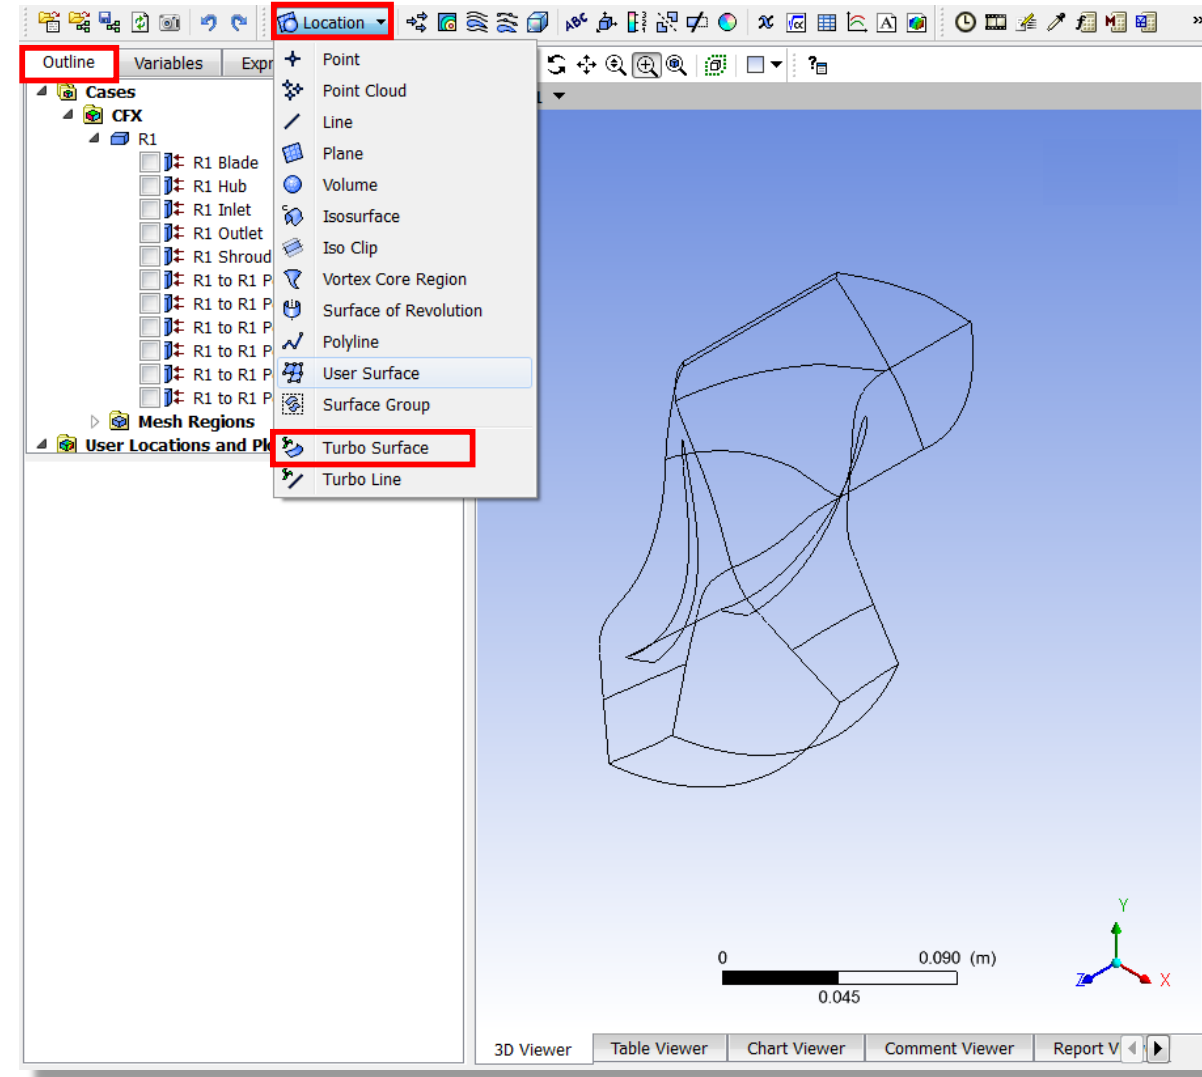 Location
Outline Variables Expr
Cases
CFX
R1
R1 Blade
R1 Hub
R1 Inlet
R1 Outlet
R1 Shroud
R1 to R1 P
R1 to R1 P
R1 to R1 P
R1 to R1 P
R1 to R1 P
R1 to R1 P
Mesh Regions
User Locations and Pl
Point
Point Cloud
Line
Plane
Volume
Isosurface
Iso Clip
Vortex Core Region
Surface of Revolution
Polyline
User Surface
Surface Group
Turbo Surface
Turbo Line
ABC
A
1
0 0.090 (m)
0.045
Y
Z X
3D Viewer Table Viewer Chart Viewer Comment Viewer Report V